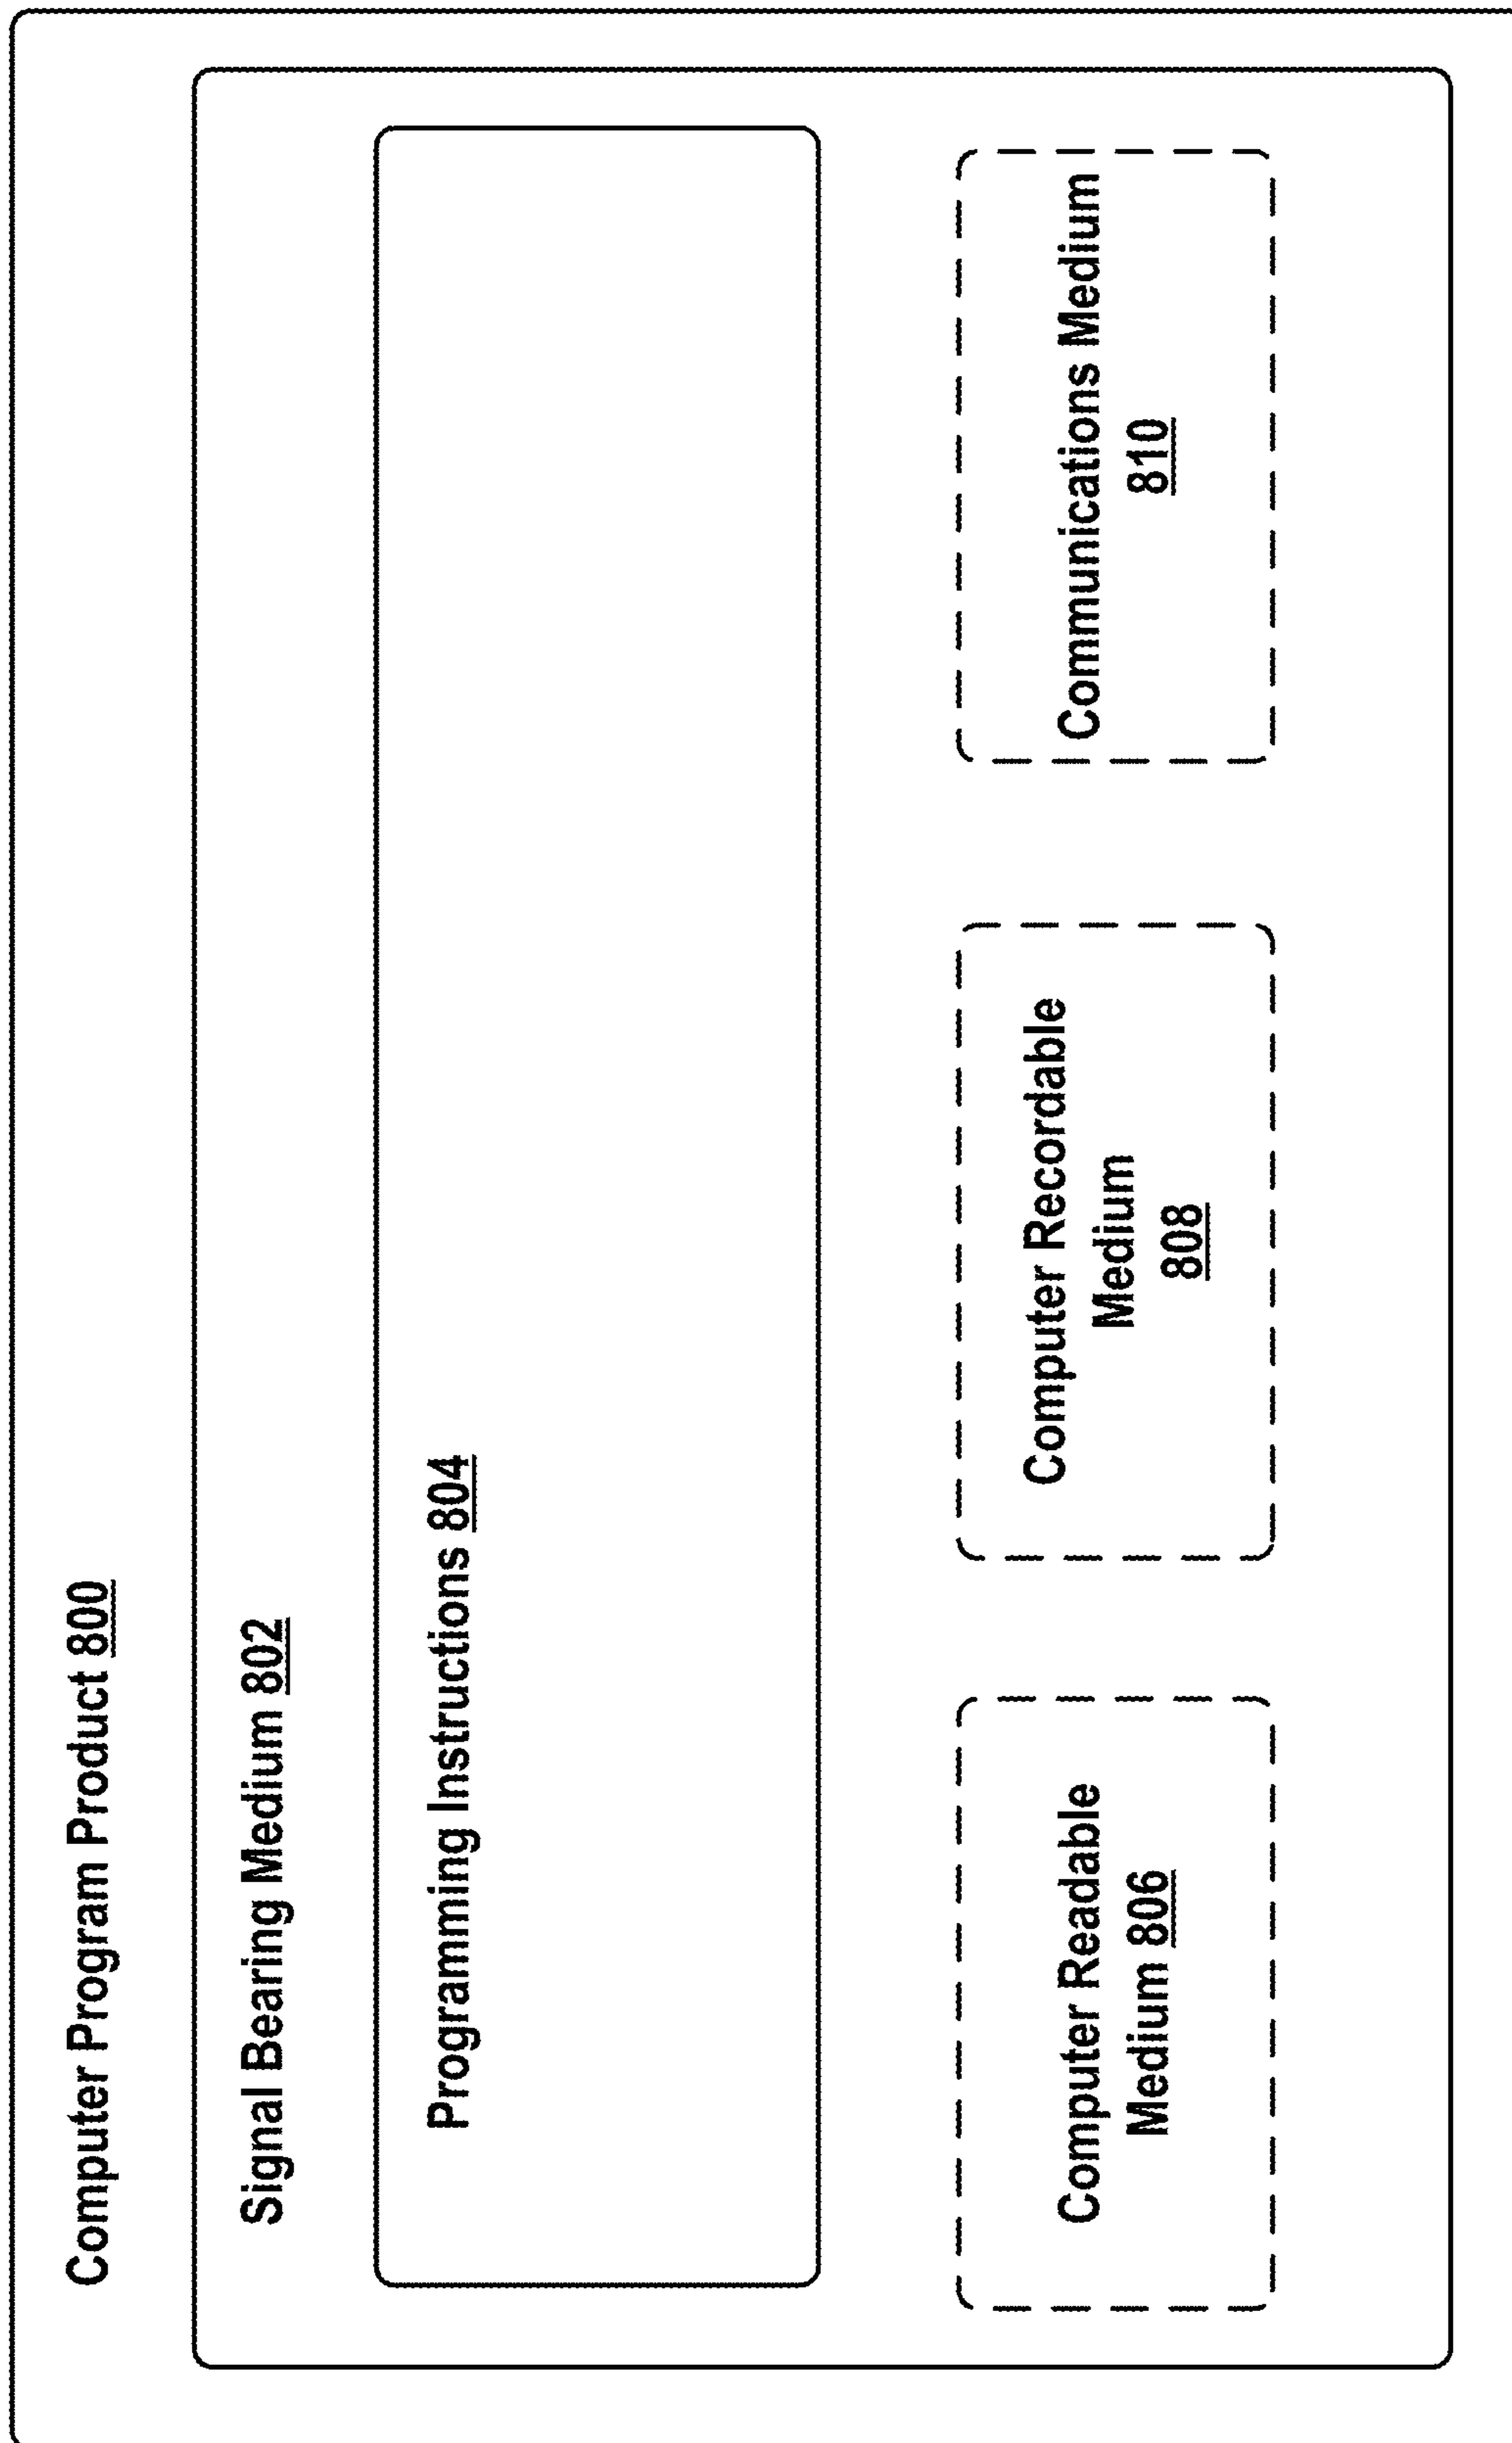 Computer Program Product 800
Signal Bearing Medium 802
Programming Instructions 804
Computer Readable
Medium 806
Computer Recordable
Medium
808
Communications Medium
810